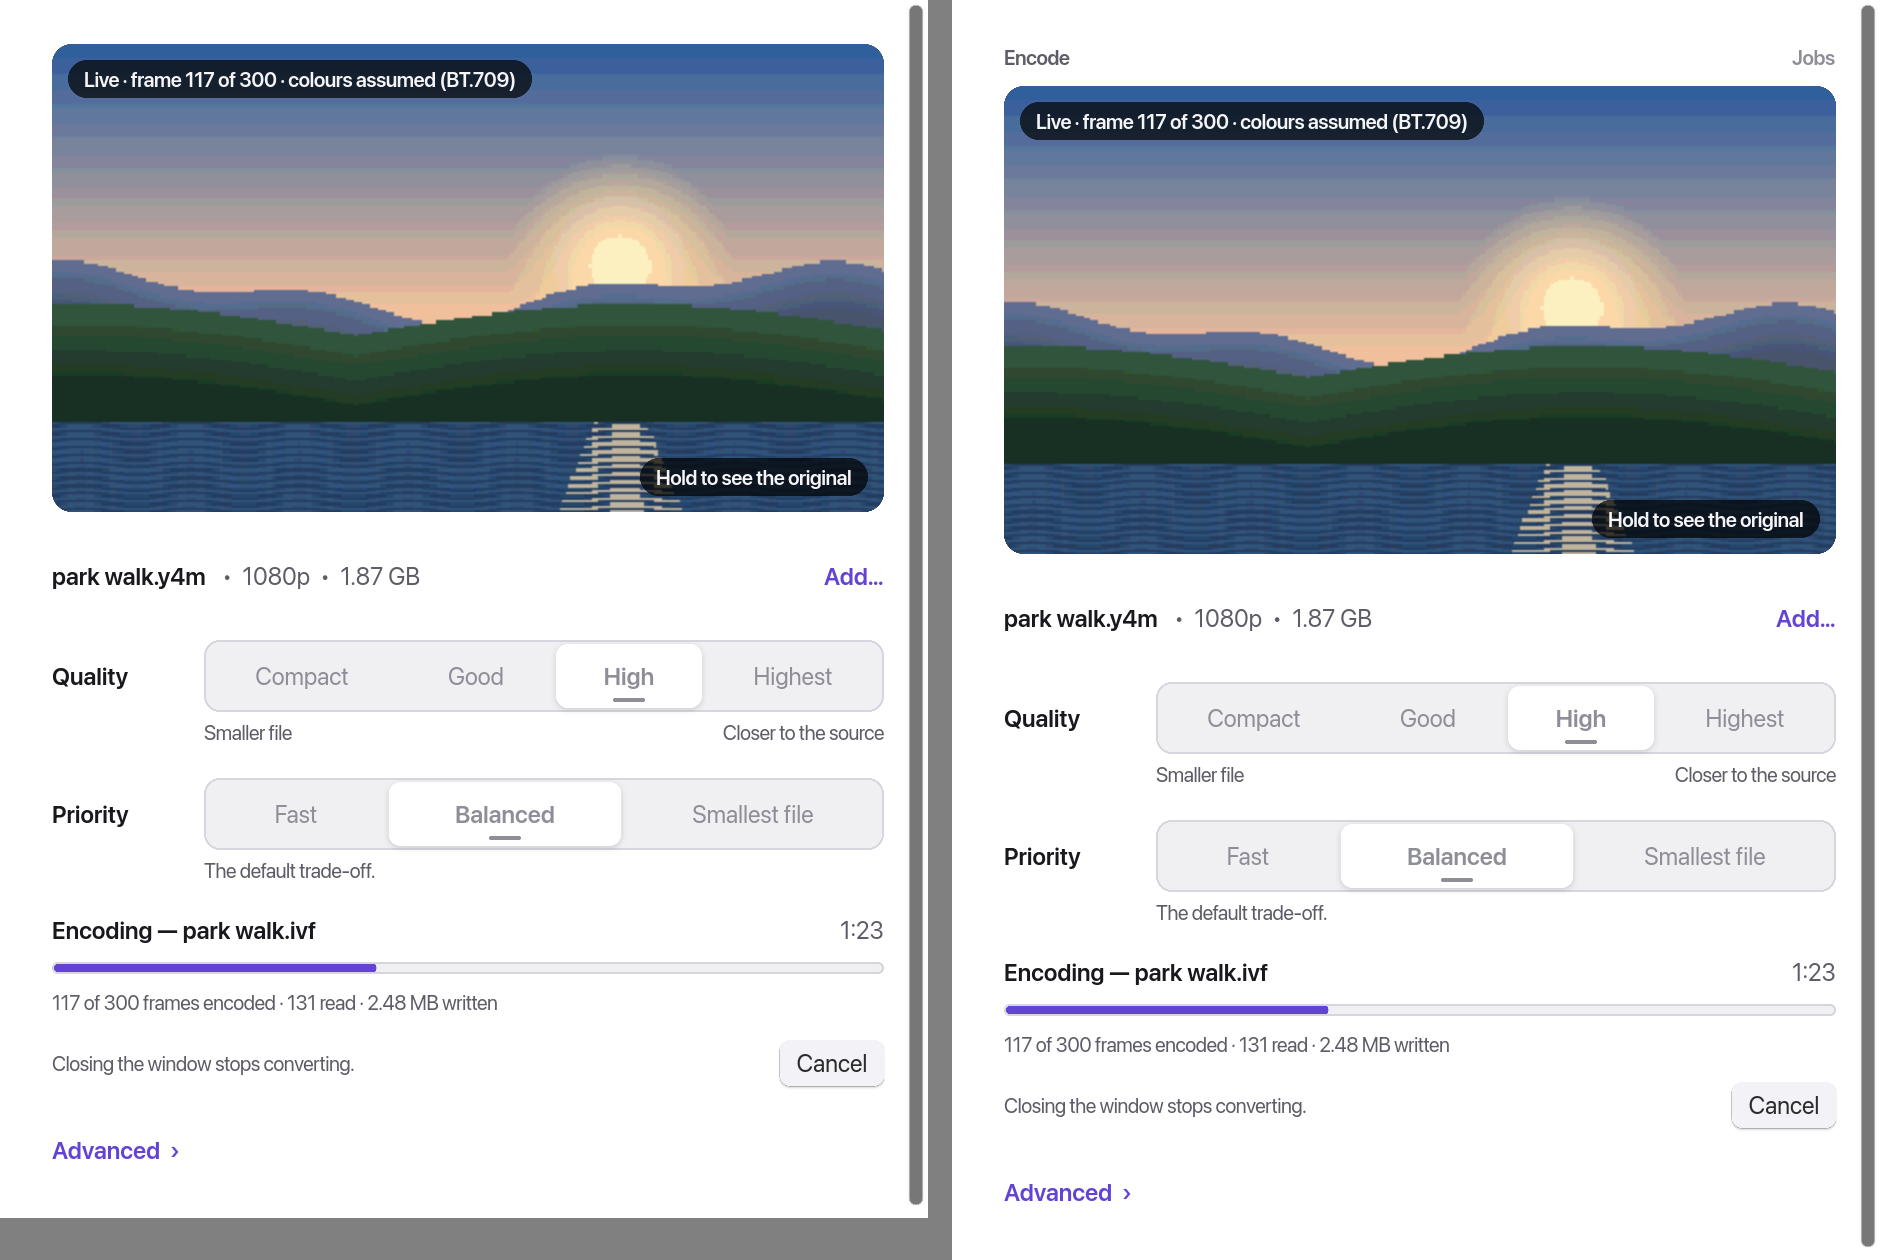 Live · frame 117 of 300 · colours assumed (BT.709)
Hold to see the original
park walk.y4m • 1080p • 1.87 GB Add...
Quality Compact Good High Highest
Smaller file Closer to the source
Priority Fast Balanced Smallest file
The default trade-off.
Encoding — park walk.ivf 1:23
117 of 300 frames encoded · 131 read · 2.48 MB written
Closing the window stops converting. Cancel
Advanced ›
Encode Jobs
Live · frame 117 of 300 · colours assumed (BT.709)
Hold to see the original
park walk.y4m • 1080p • 1.87 GB Add...
Quality Compact Good High Highest
Smaller file Closer to the source
Priority Fast Balanced Smallest file
The default trade-off.
Encoding — park walk.ivf 1:23
117 of 300 frames encoded · 131 read · 2.48 MB written
Closing the window stops converting. Cancel
Advanced ›